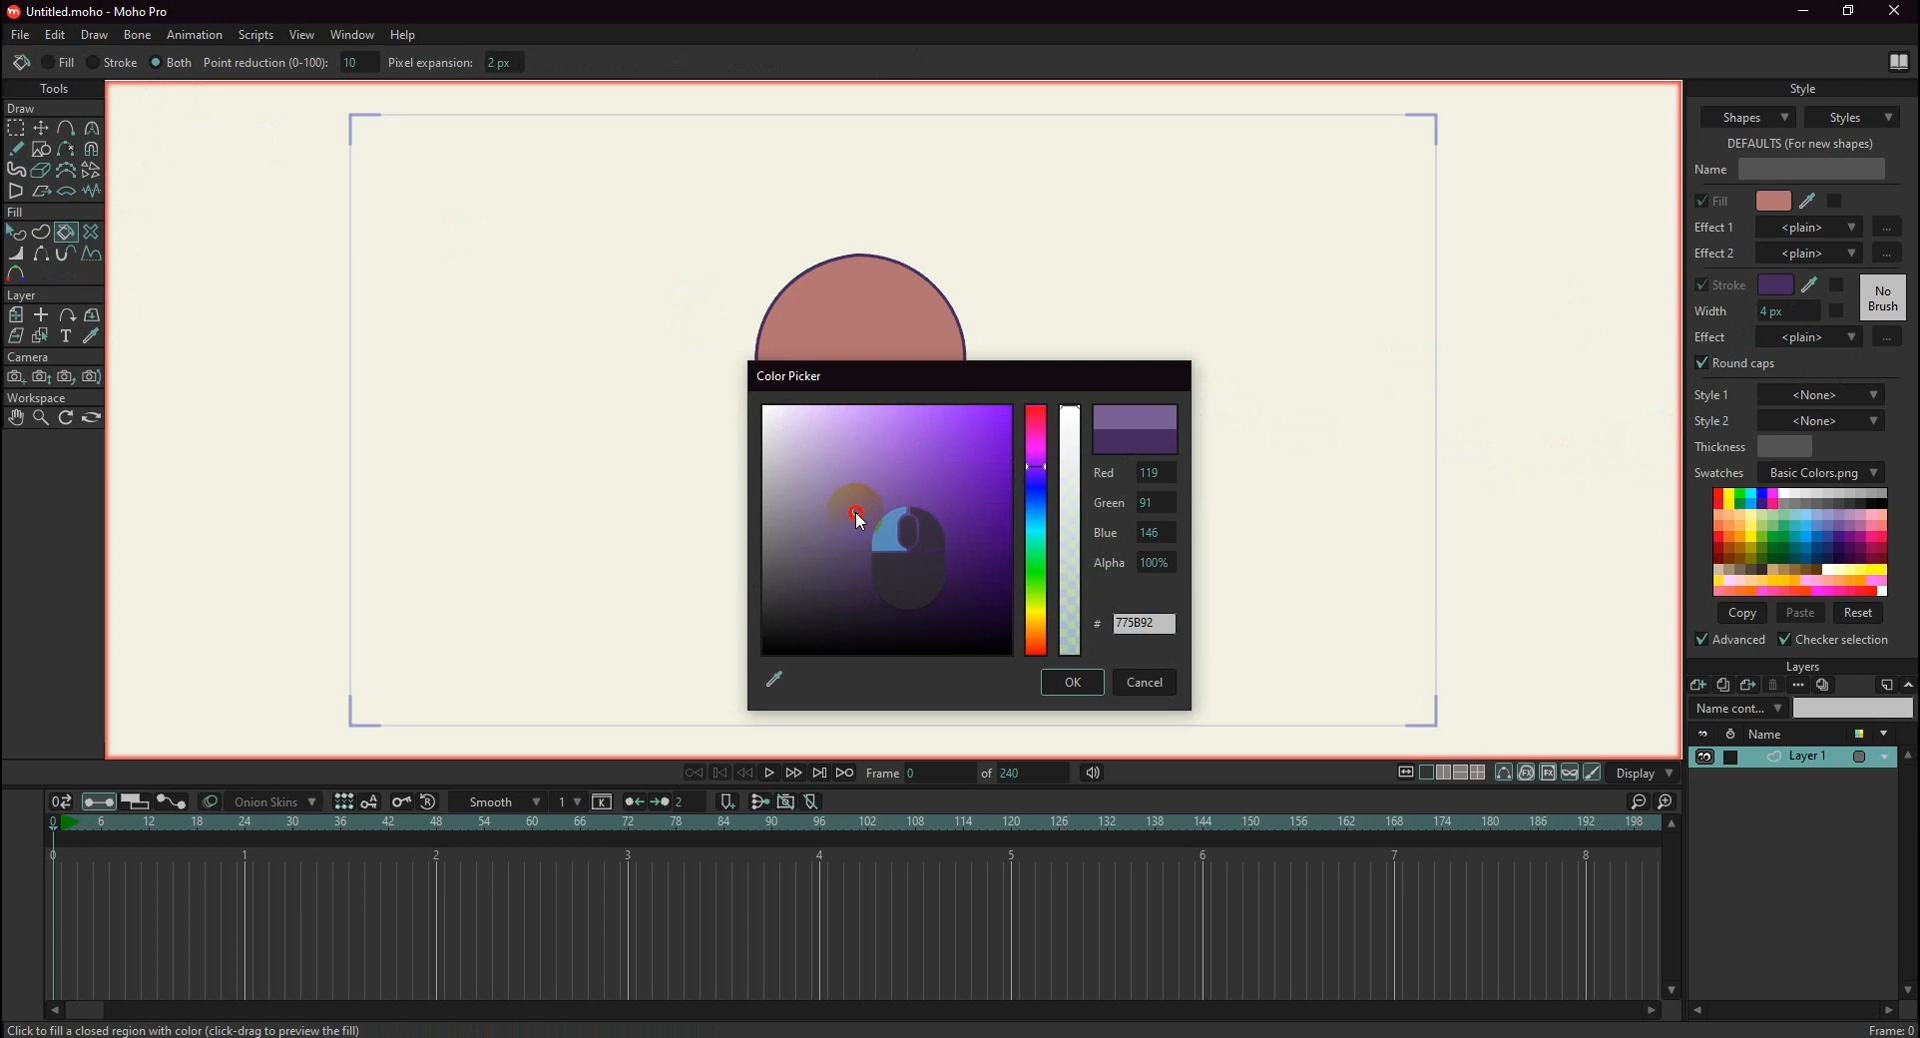 Untitled.moho - Moho Pro
File Edit Draw Bone Animation Scripts View Window Help
Fill Stroke Both Point reduction (0-100): 10 Pixel expansion: 2 px
Tools
Draw
Fill
Layer
Camera
Workspace
Color Picker
Red 119
Green 91
Blue 146
Alpha 100%
# 775B92
OK Cancel
Style
Shapes Styles
DEFAULTS (For new shapes)
Name
Fill
Effect 1 <plain> ...
Effect 2 <plain> ...
Stroke No
Brush
Width 4 px
Effect <plain> ...
Round caps
Style 1 <None>
Style 2 <None>
Thickness
Swatches Basic Colors.png
Copy Paste Reset
Advanced Checker selection
Layers
Name cont...
Name
Layer 1
Frame 0 of 240
Display
Onion Skins Smooth 1 K 2
0 6 12 18 24 30 36 42 48 54 60 66 72 78 84 90 96 102 108 114 120 126 132 138 144 150 156 162 168 174 180 186 192 198
0 1 2 3 4 5 6 7 8
Click to fill a closed region with color (click-drag to preview the fill)
Frame: 0